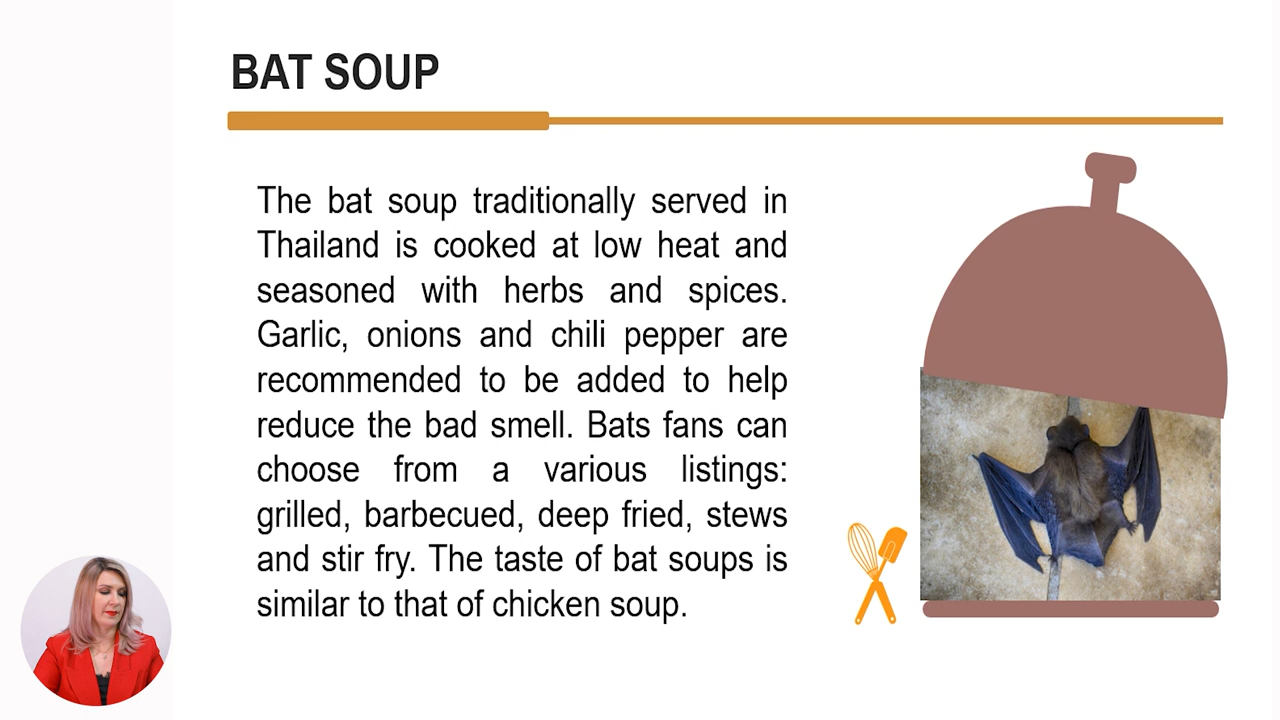 BAT SOUP
The bat soup traditionally served in
Thailand is cooked at low heat and
seasoned with herbs and spices.
Garlic, onions and chili pepper are
recommended to be added to help
reduce the bad smell. Bats fans can
choose from a various listings:
grilled, barbecued, deep fried, stews
and stir fry. The taste of bat soups is
similar to that of chicken soup.